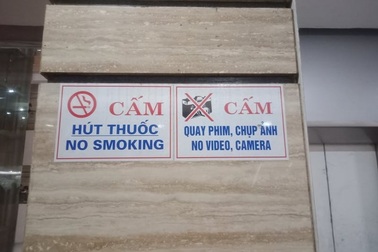 CẤM
HÚT THUỐC
NO SMOKING
CẤM
QUAY PHIM, CHỤP ẢNH
NO VIDEO, CAMERA